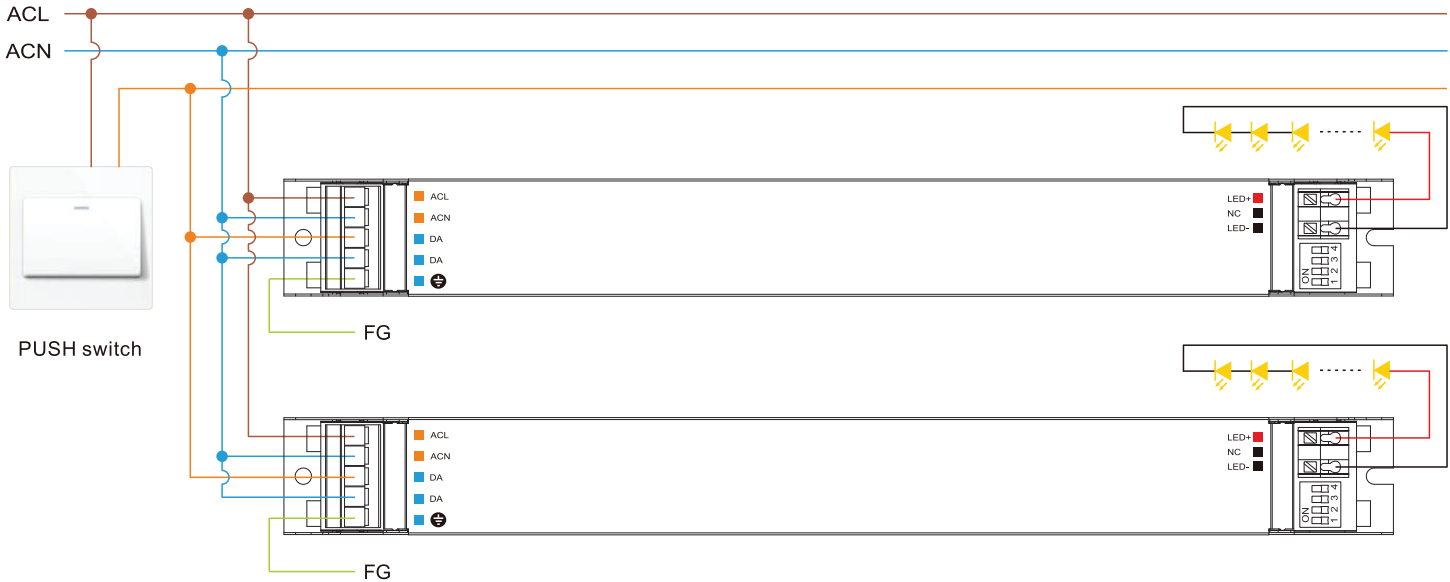 ACL
ACN
PUSH switch
ACL
ACN
DA
DA
LED+
NC
LED-
ON
1 2 3 4
FG
ACL
ACN
DA
DA
LED+
NC
LED-
ON
1 2 3 4
FG